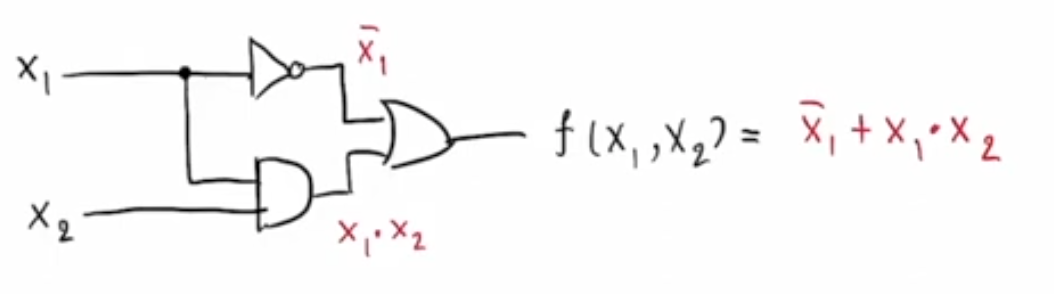 x̄₁
x₁
f(x₁,x₂) = x̄₁ + x₁·x₂
x₂
x₁·x₂